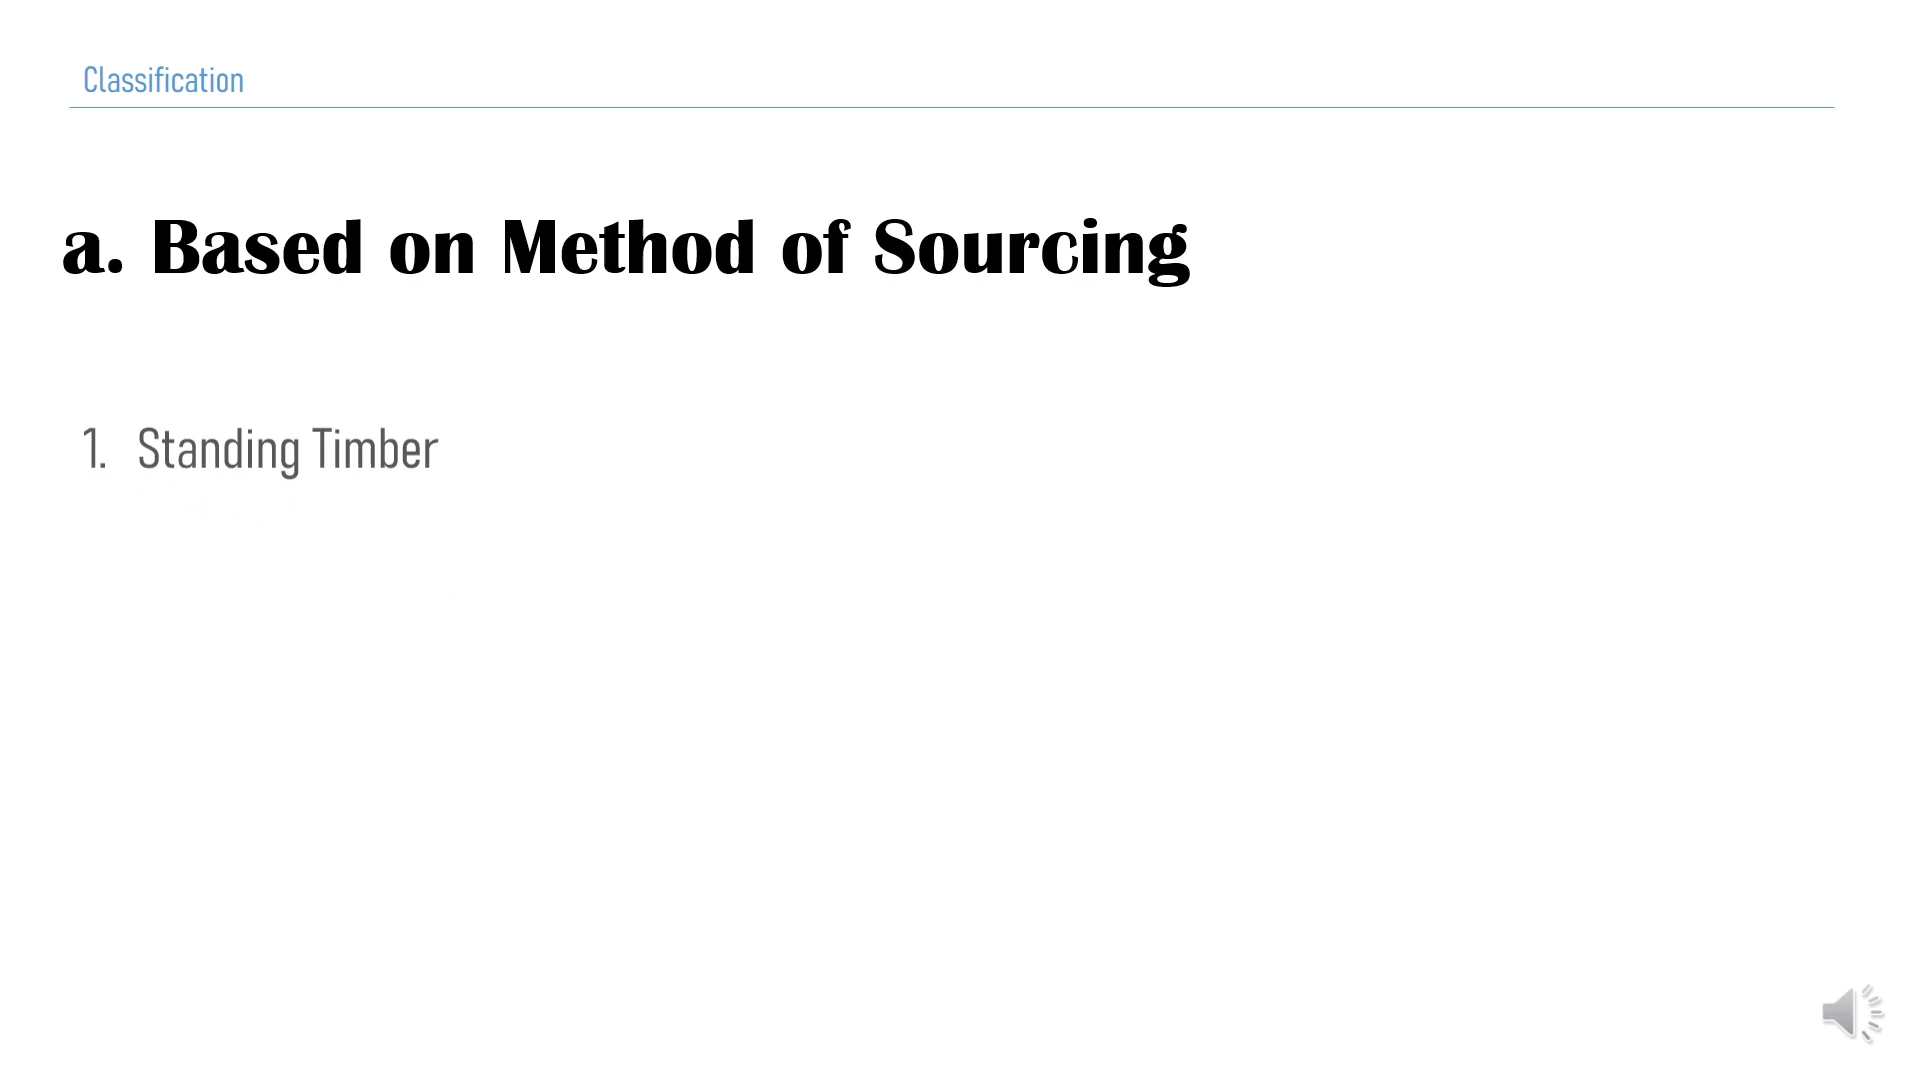 Classification
a. Based on Method of Sourcing
1. Standing Timber